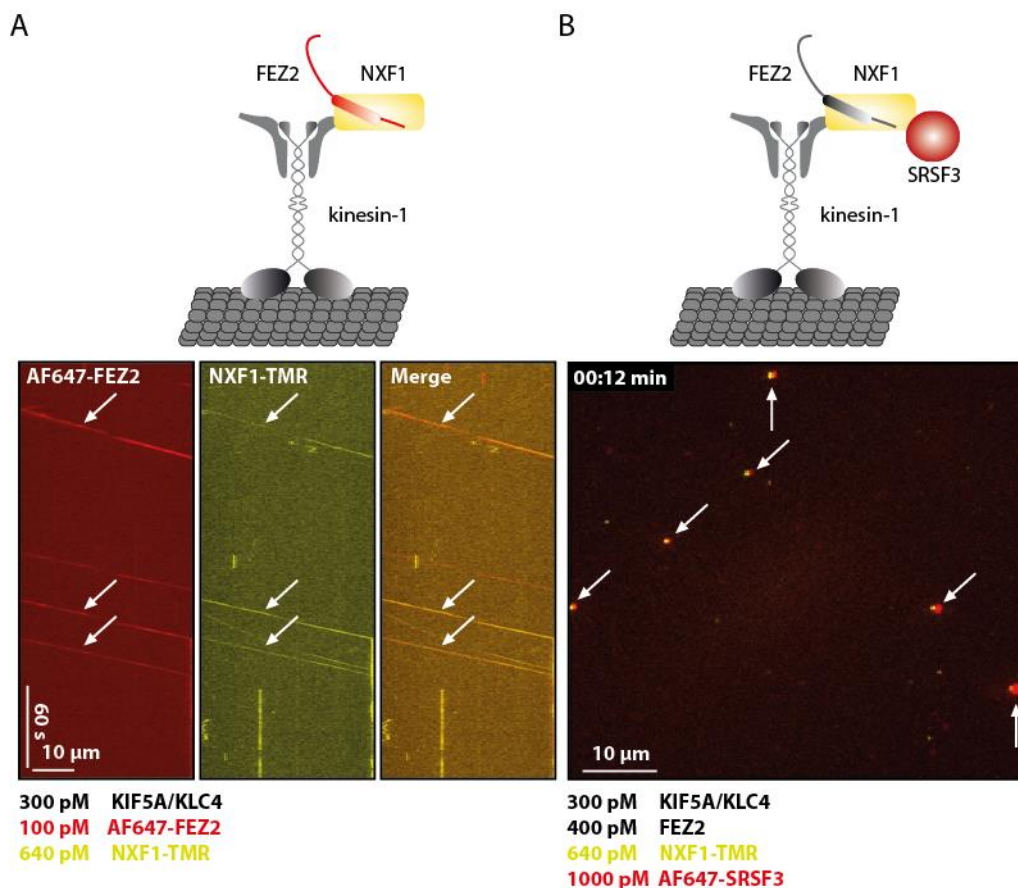 A
FEZ2 NXF1
kinesin-1
AF647-FEZ2
NXF1-TMR
Merge
60 s
10 µm
300 pM KIF5A/KLC4
100 pM AF647-FEZ2
640 pM NXF1-TMR
B
FEZ2 NXF1
SRSF3
kinesin-1
00:12 min
10 µm
300 pM KIF5A/KLC4
400 pM FEZ2
640 pM NXF1-TMR
1000 pM AF647-SRSF3